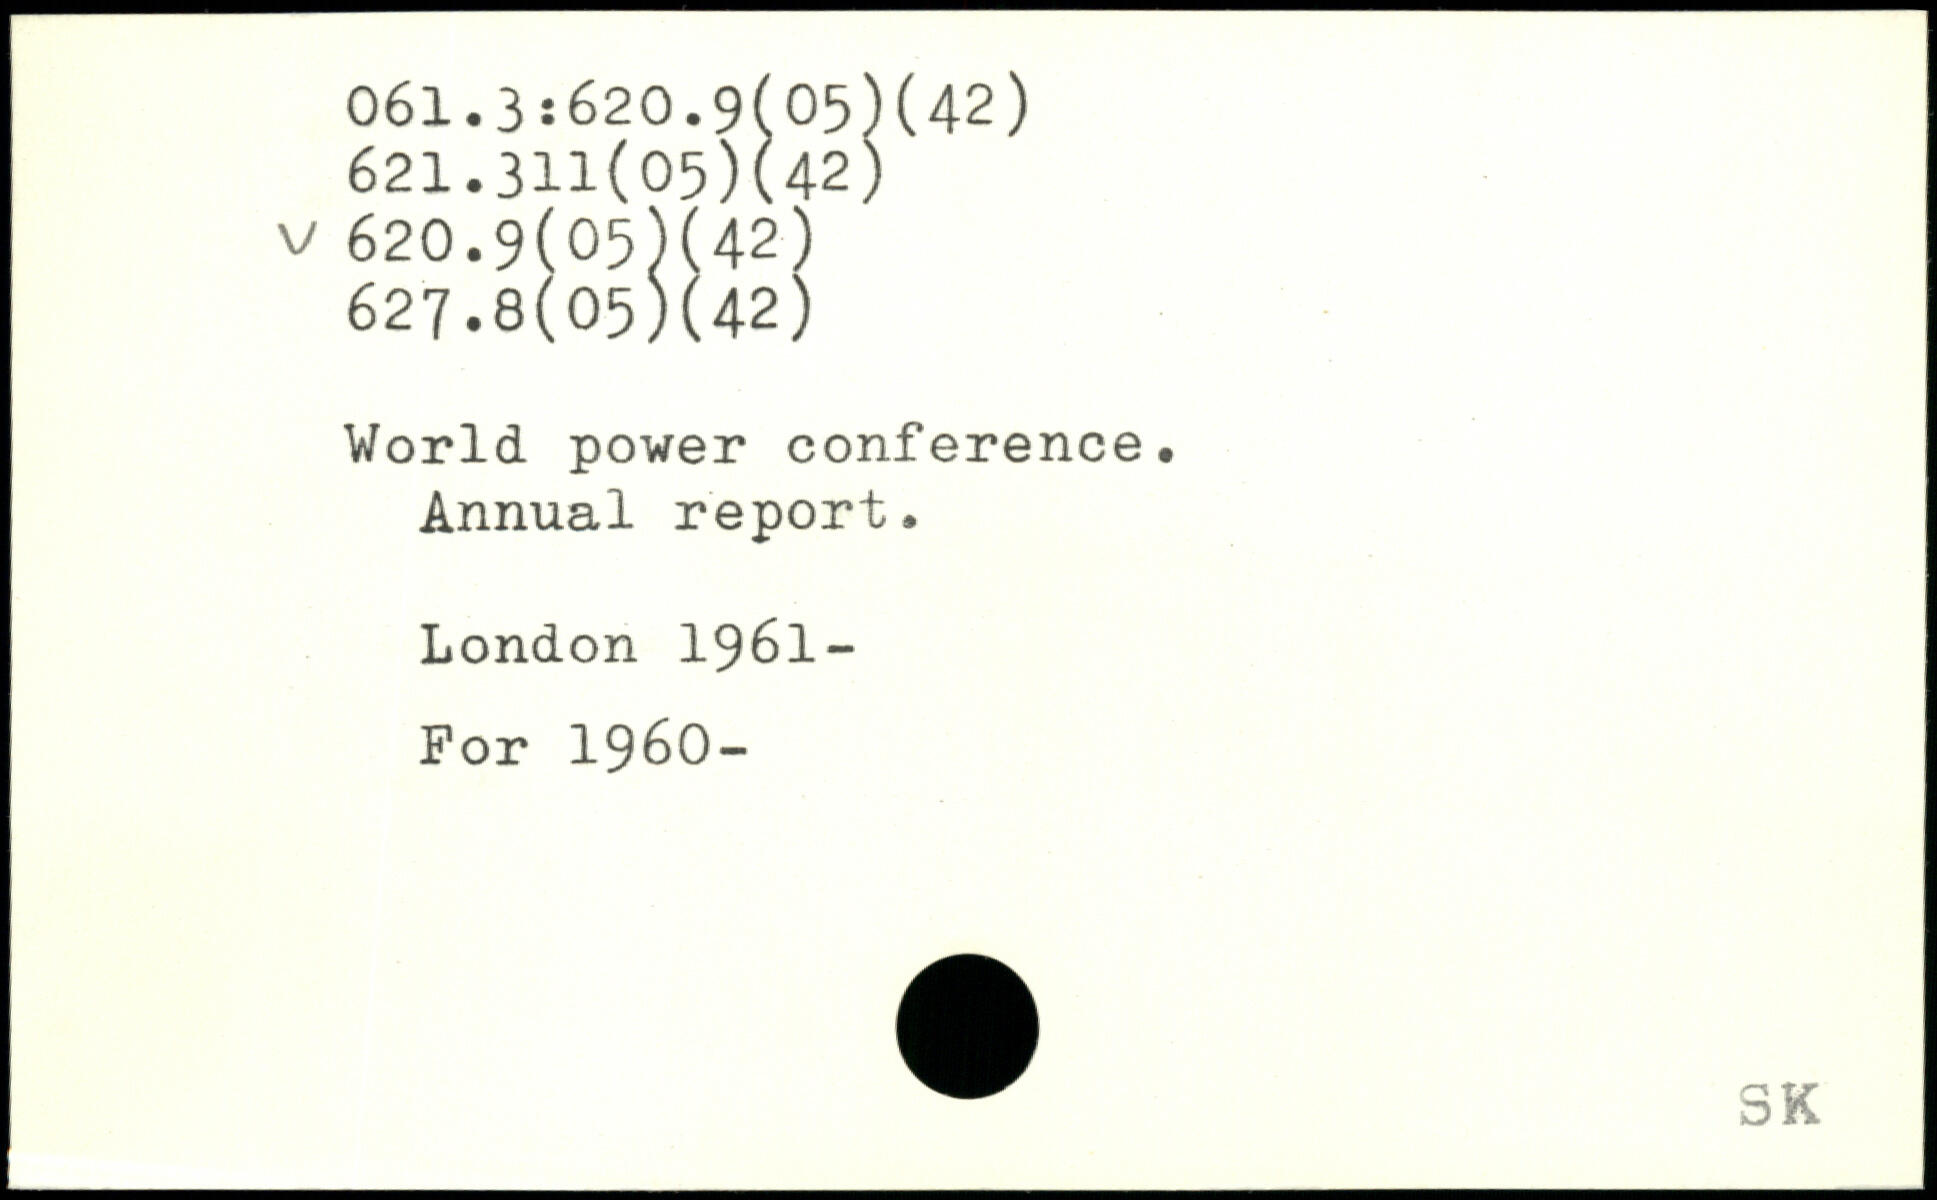 061.3:620.9(05)(42)
621.311(05)(42)
V 620.9(05)(42)
627.8(05)(42)
World power conference.
Annual report.
London 1961-
For 1960-
SK